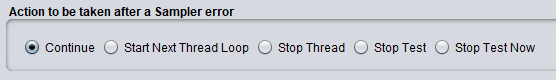 Action to be taken after a Sampler error
Continue Start Next Thread Loop Stop Thread Stop Test Stop Test Now